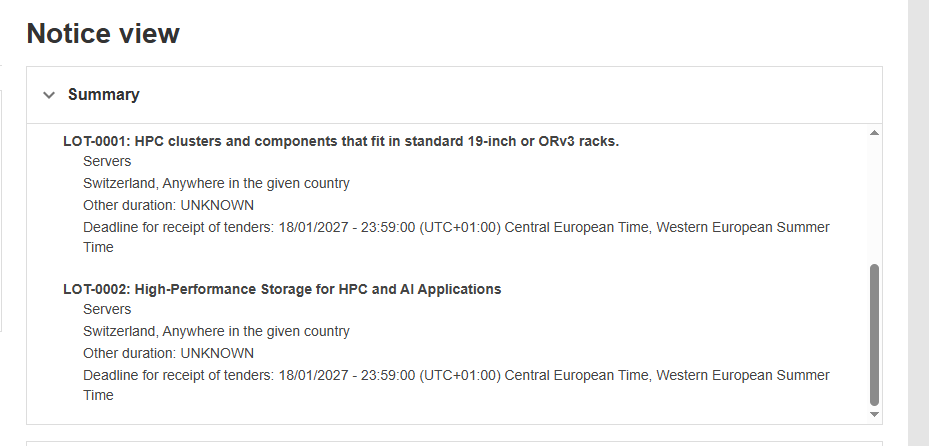 Notice view
Summary
LOT-0001: HPC clusters and components that fit in standard 19-inch or ORv3 racks.
Servers
Switzerland, Anywhere in the given country
Other duration: UNKNOWN
Deadline for receipt of tenders: 18/01/2027 - 23:59:00 (UTC+01:00) Central European Time, Western European Summer
Time
LOT-0002: High-Performance Storage for HPC and AI Applications
Servers
Switzerland, Anywhere in the given country
Other duration: UNKNOWN
Deadline for receipt of tenders: 18/01/2027 - 23:59:00 (UTC+01:00) Central European Time, Western European Summer
Time